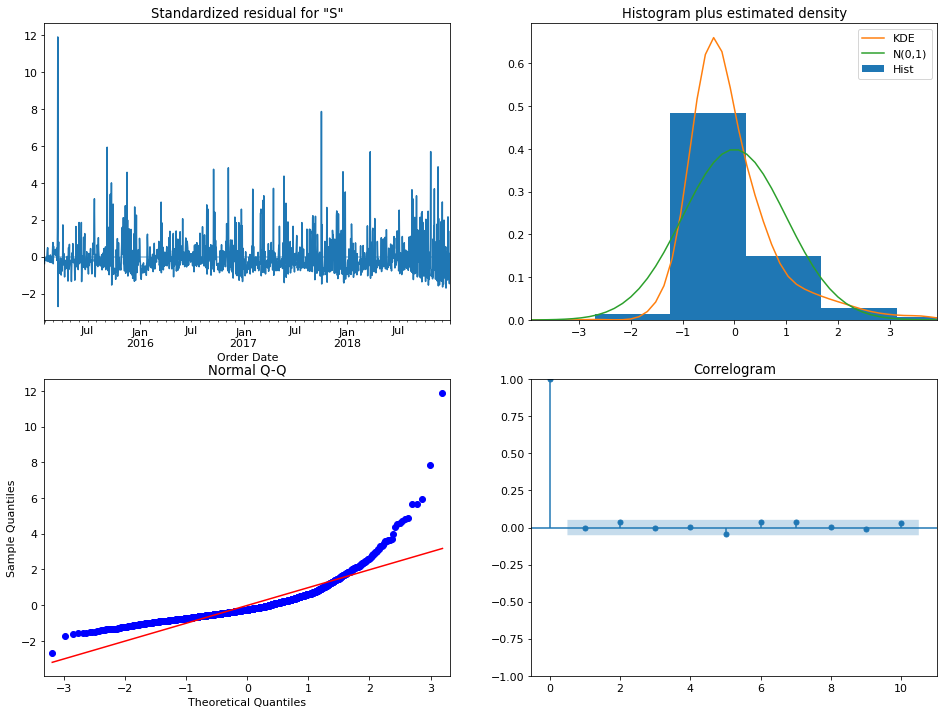 Standardized residual for "S"
12
10
8
6
4
2
0
−2
Jul
Jan
2016
Jul
Jan
2017
Jul
Jan
2018
Jul
Order Date
Histogram plus estimated density
KDE
N(0,1)
Hist
0.6
0.5
0.4
0.3
0.2
0.1
0.0
−3 −2 −1 0 1 2 3
Normal Q-Q
12
10
8
6
4
2
0
−2
Sample Quantiles
−3 −2 −1 0 1 2 3
Theoretical Quantiles
Correlogram
1.00
0.75
0.50
0.25
0.00
−0.25
−0.50
−0.75
−1.00
0 2 4 6 8 10